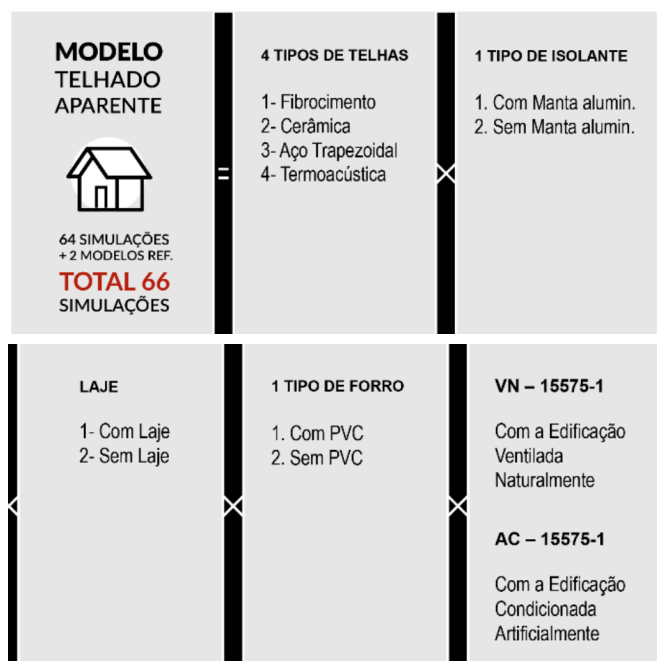 MODELO
TELHADO
APARENTE
64 SIMULAÇÕES
+ 2 MODELOS REF.
TOTAL 66
SIMULAÇÕES
=
4 TIPOS DE TELHAS
1- Fibrocimento
2- Cerâmica
3- Aço Trapezoidal
4- Termoacústica
X
1 TIPO DE ISOLANTE
1. Com Manta alumin.
2. Sem Manta alumin.
LAJE
1- Com Laje
2- Sem Laje
X
1 TIPO DE FORRO
1. Com PVC
2. Sem PVC
X
VN – 15575-1
Com a Edificação
Ventilada
Naturalmente
AC – 15575-1
Com a Edificação
Condicionada
Artificialmente